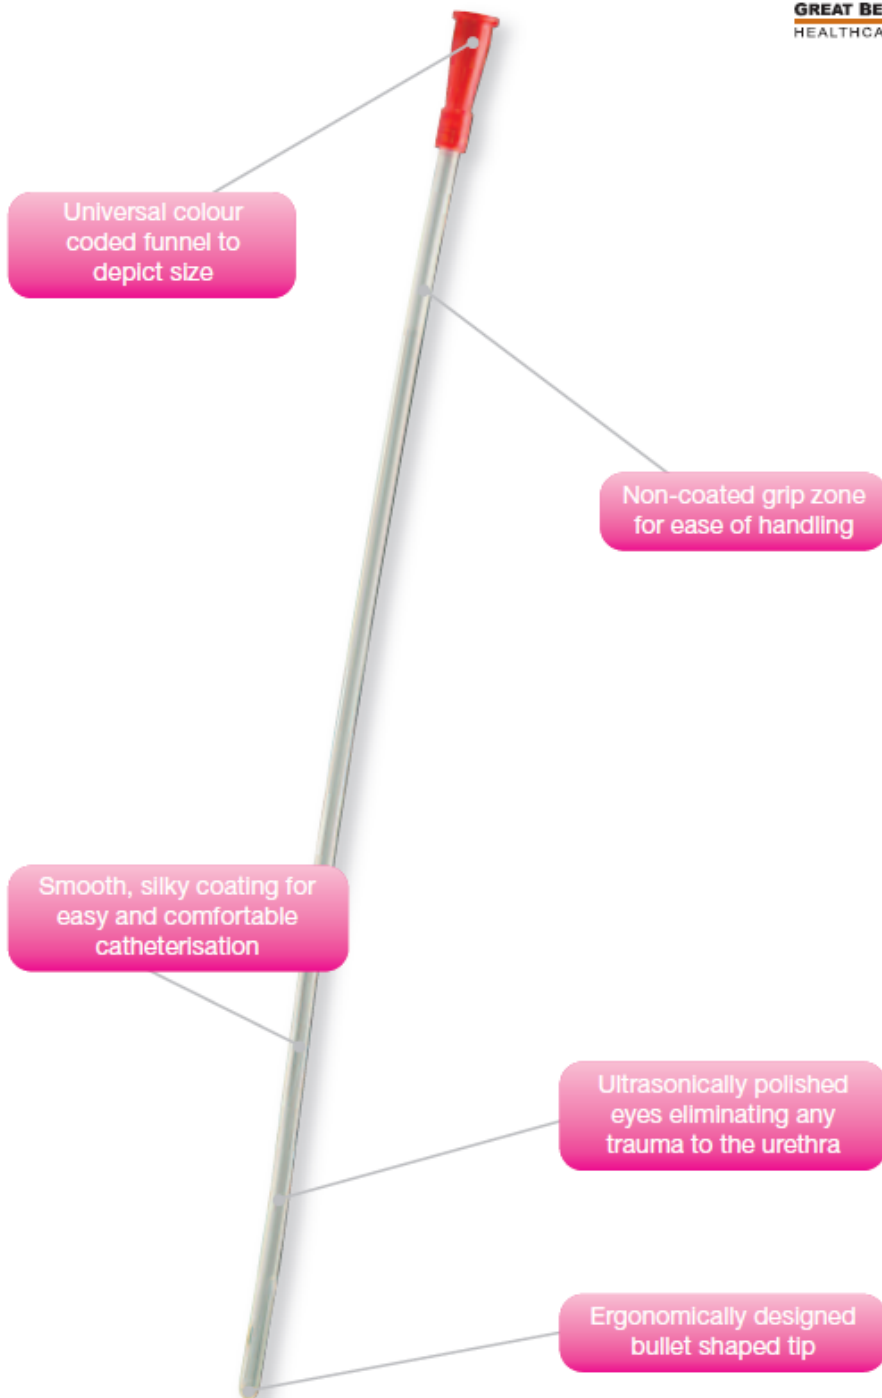 GREAT BE
HEALTHCA
Universal colour
coded funnel to
depict size
Non-coated grip zone
for ease of handling
Smooth, silky coating for
easy and comfortable
catheterisation
Ultrasonically polished
eyes eliminating any
trauma to the urethra
Ergonomically designed
bullet shaped tip